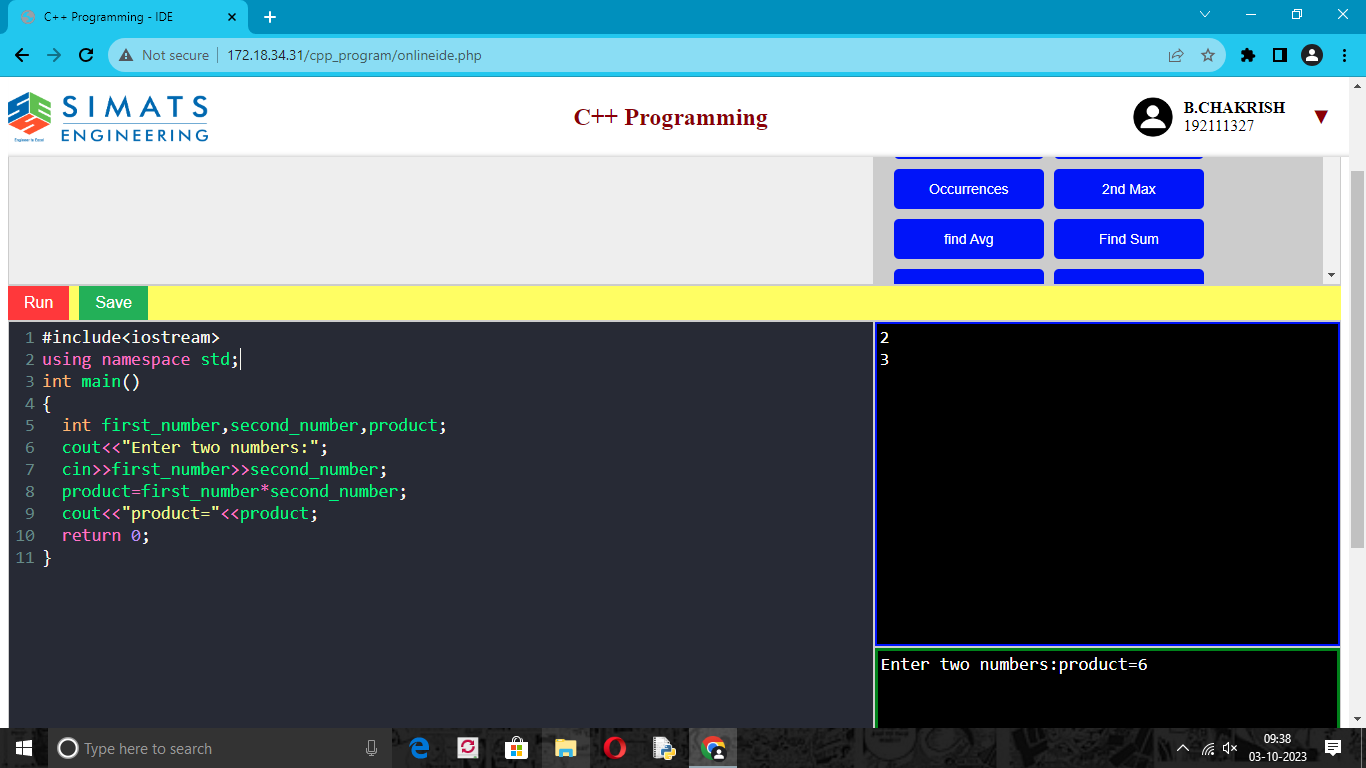 C++ Programming - IDE
Not secure 172.18.34.31/cpp_program/onlineide.php
SIMATS
ENGINEERING
Engineer to Excel
C++ Programming
B.CHAKRISH
192111327
Occurrences 2nd Max
find Avg Find Sum
Run Save
1 #include<iostream>
2 using namespace std;
3 int main()
4 {
5 int first_number,second_number,product;
6 cout<<"Enter two numbers:";
7 cin>>first_number>>second_number;
8 product=first_number*second_number;
9 cout<<"product="<<product;
10 return 0;
11 }
2
3
Enter two numbers:product=6
Type here to search
09:38
03-10-2023